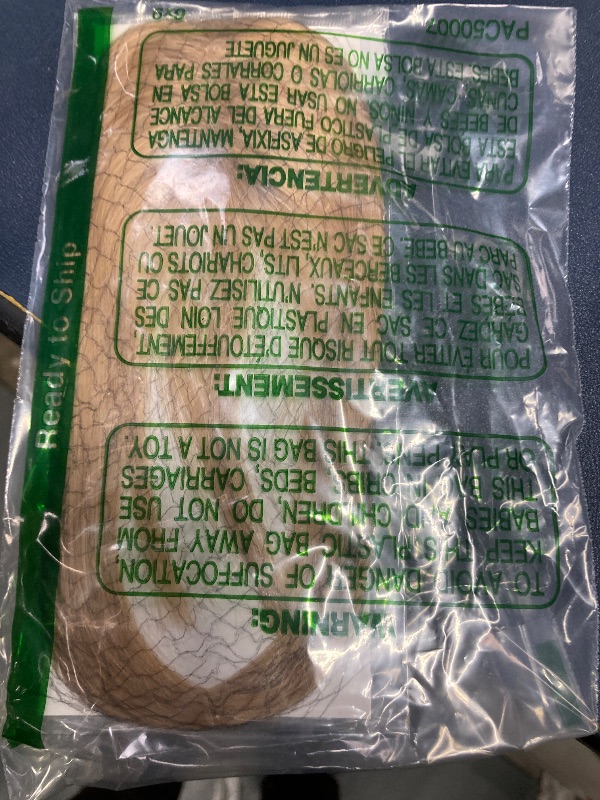 WARNING:
TO AVOID DANGER OF SUFFOCATION,
KEEP THIS PLASTIC BAG AWAY FROM
BABIES AND CHILDREN. DO NOT USE
THIS BAG IN CRIBS, BEDS, CARRIAGES
OR PLAY PENS. THIS BAG IS NOT A TOY.
AVERTISSEMENT:
POUR ÉVITER TOUT RISQUE D'ÉTOUFFEMENT,
GARDEZ CE SAC EN PLASTIQUE LOIN DES
BÉBÉS ET LES ENFANTS. N'UTILISEZ PAS CE
SAC DANS LES BERCEAUX, LITS, CHARIOTS OU
PARC AU BÉBÉ. CE SAC N'EST PAS UN JOUET.
ADVERTENCIA:
PARA EVITAR EL PELIGRO DE ASFIXIA, MANTENGA
ESTA BOLSA DE PLASTICO FUERA DEL ALCANCE
DE BEBES Y NINOS. NO USAR ESTA BOLSA EN
CUNAS, CAMAS, CARRIOLAS O CORRALES PARA
BEBES. ESTA BOLSA NO ES UN JUGUETE
PAC50007
Ready to Ship